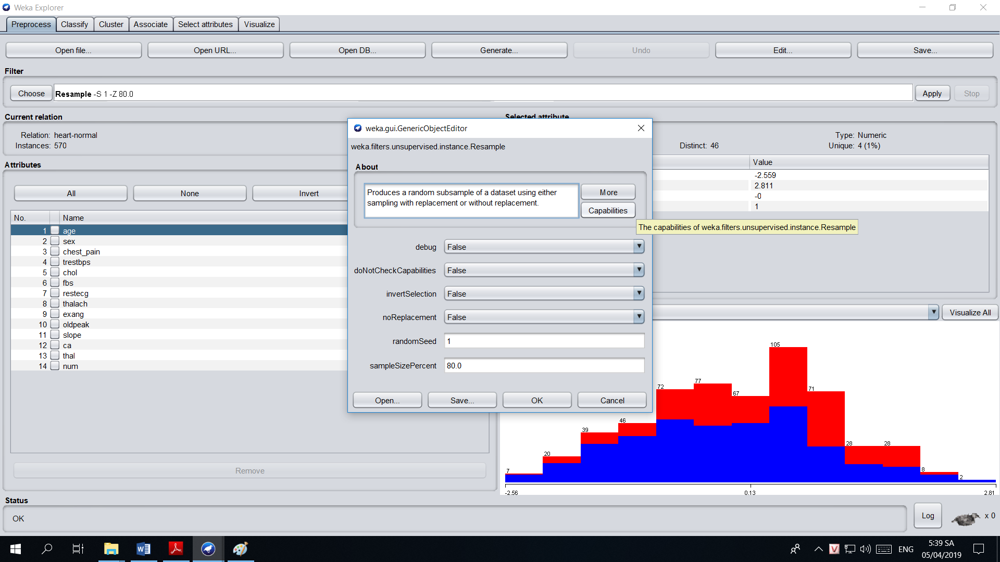 Weka Explorer
Preprocess Classify Cluster Associate Select attributes Visualize
Open file... Open URL... Open DB... Generate... Undo Edit... Save...
Filter
Choose Resample -S 1 -Z 80.0 Apply Stop
Current relation
Relation: heart-normal
Instances: 570
Attributes
All None Invert
No. Name
1 age
2 sex
3 chest_pain
4 trestbps
5 chol
6 fbs
7 restecg
8 thalach
9 exang
10 oldpeak
11 slope
12 ca
13 thal
14 num
Remove
Selected attribute
Type: Numeric
Distinct: 46 Unique: 4 (1%)
Value
-2.559
2.811
-0
1
weka.gui.GenericObjectEditor
weka.filters.unsupervised.instance.Resample
About
Produces a random subsample of a dataset using either
sampling with replacement or without replacement.
More
Capabilities
The capabilities of weka.filters.unsupervised.instance.Resample
debug False
doNotCheckCapabilities False
invertSelection False
noReplacement False
randomSeed 1
sampleSizePercent 80.0
Open... Save... OK Cancel
Visualize All
7 20 39 46 72 77 67 105 71 28 28 8 2
-2.56 0.13 2.81
Status
OK
Log x 0
ENG
5:39 SA
05/04/2019